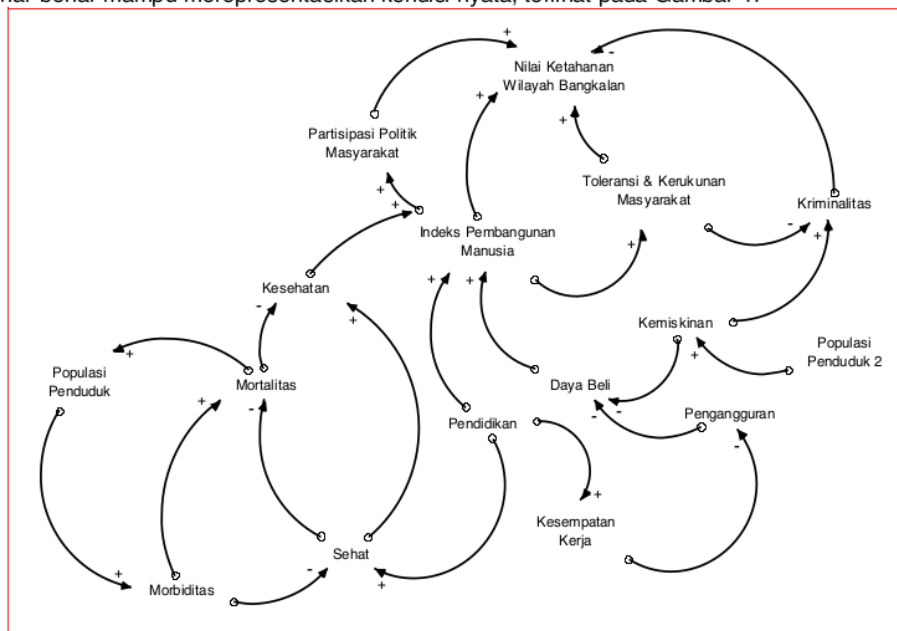 nar-benar mampu merepresentasikan kondisi nyata, terlihat pada Gambar
+
-
Nilai Ketahanan
Wilayah Bangkalan
+
+
Partisipasi Politik
Masyarakat
Toleransi & Kerukunan
Masyarakat
+
+
Kriminalitas
-
+
Indeks Pembangunan
Manusia
+
+
+
Kesehatan
-
+
Kemiskinan
Populasi
Penduduk 2
+
+
Populasi
Penduduk
Mortalitas
Daya Beli
+
-
-
-
Pengangguran
Pendidikan
-
+
Kesempatan
Kerja
Sehat
+
-
+
Morbiditas